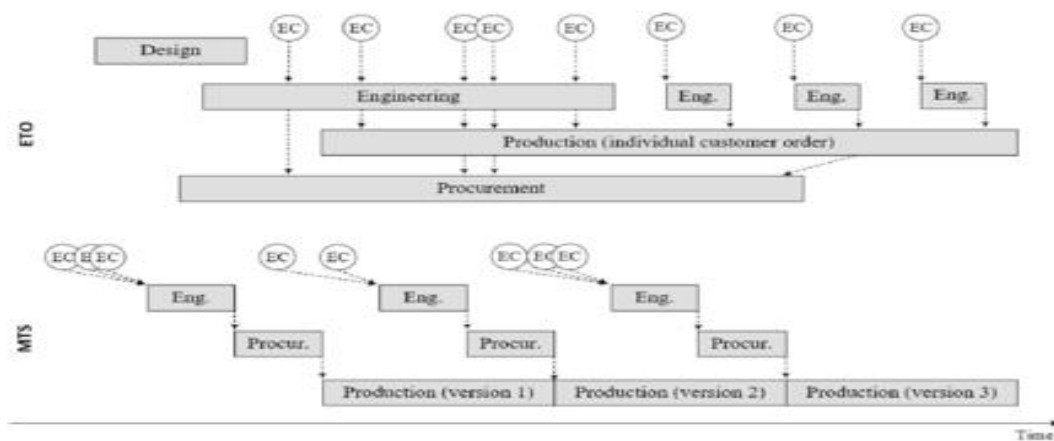 EC EC EC EC EC EC EC EC
Design
Engineering Eng. Eng. Eng.
ETO
Production (individual customer order)
Procurement
EC E EC EC EC EC E EC
Eng. Eng. Eng.
MTS
Procur. Procur. Procur.
Production (version 1) Production (version 2) Production (version 3)
Time